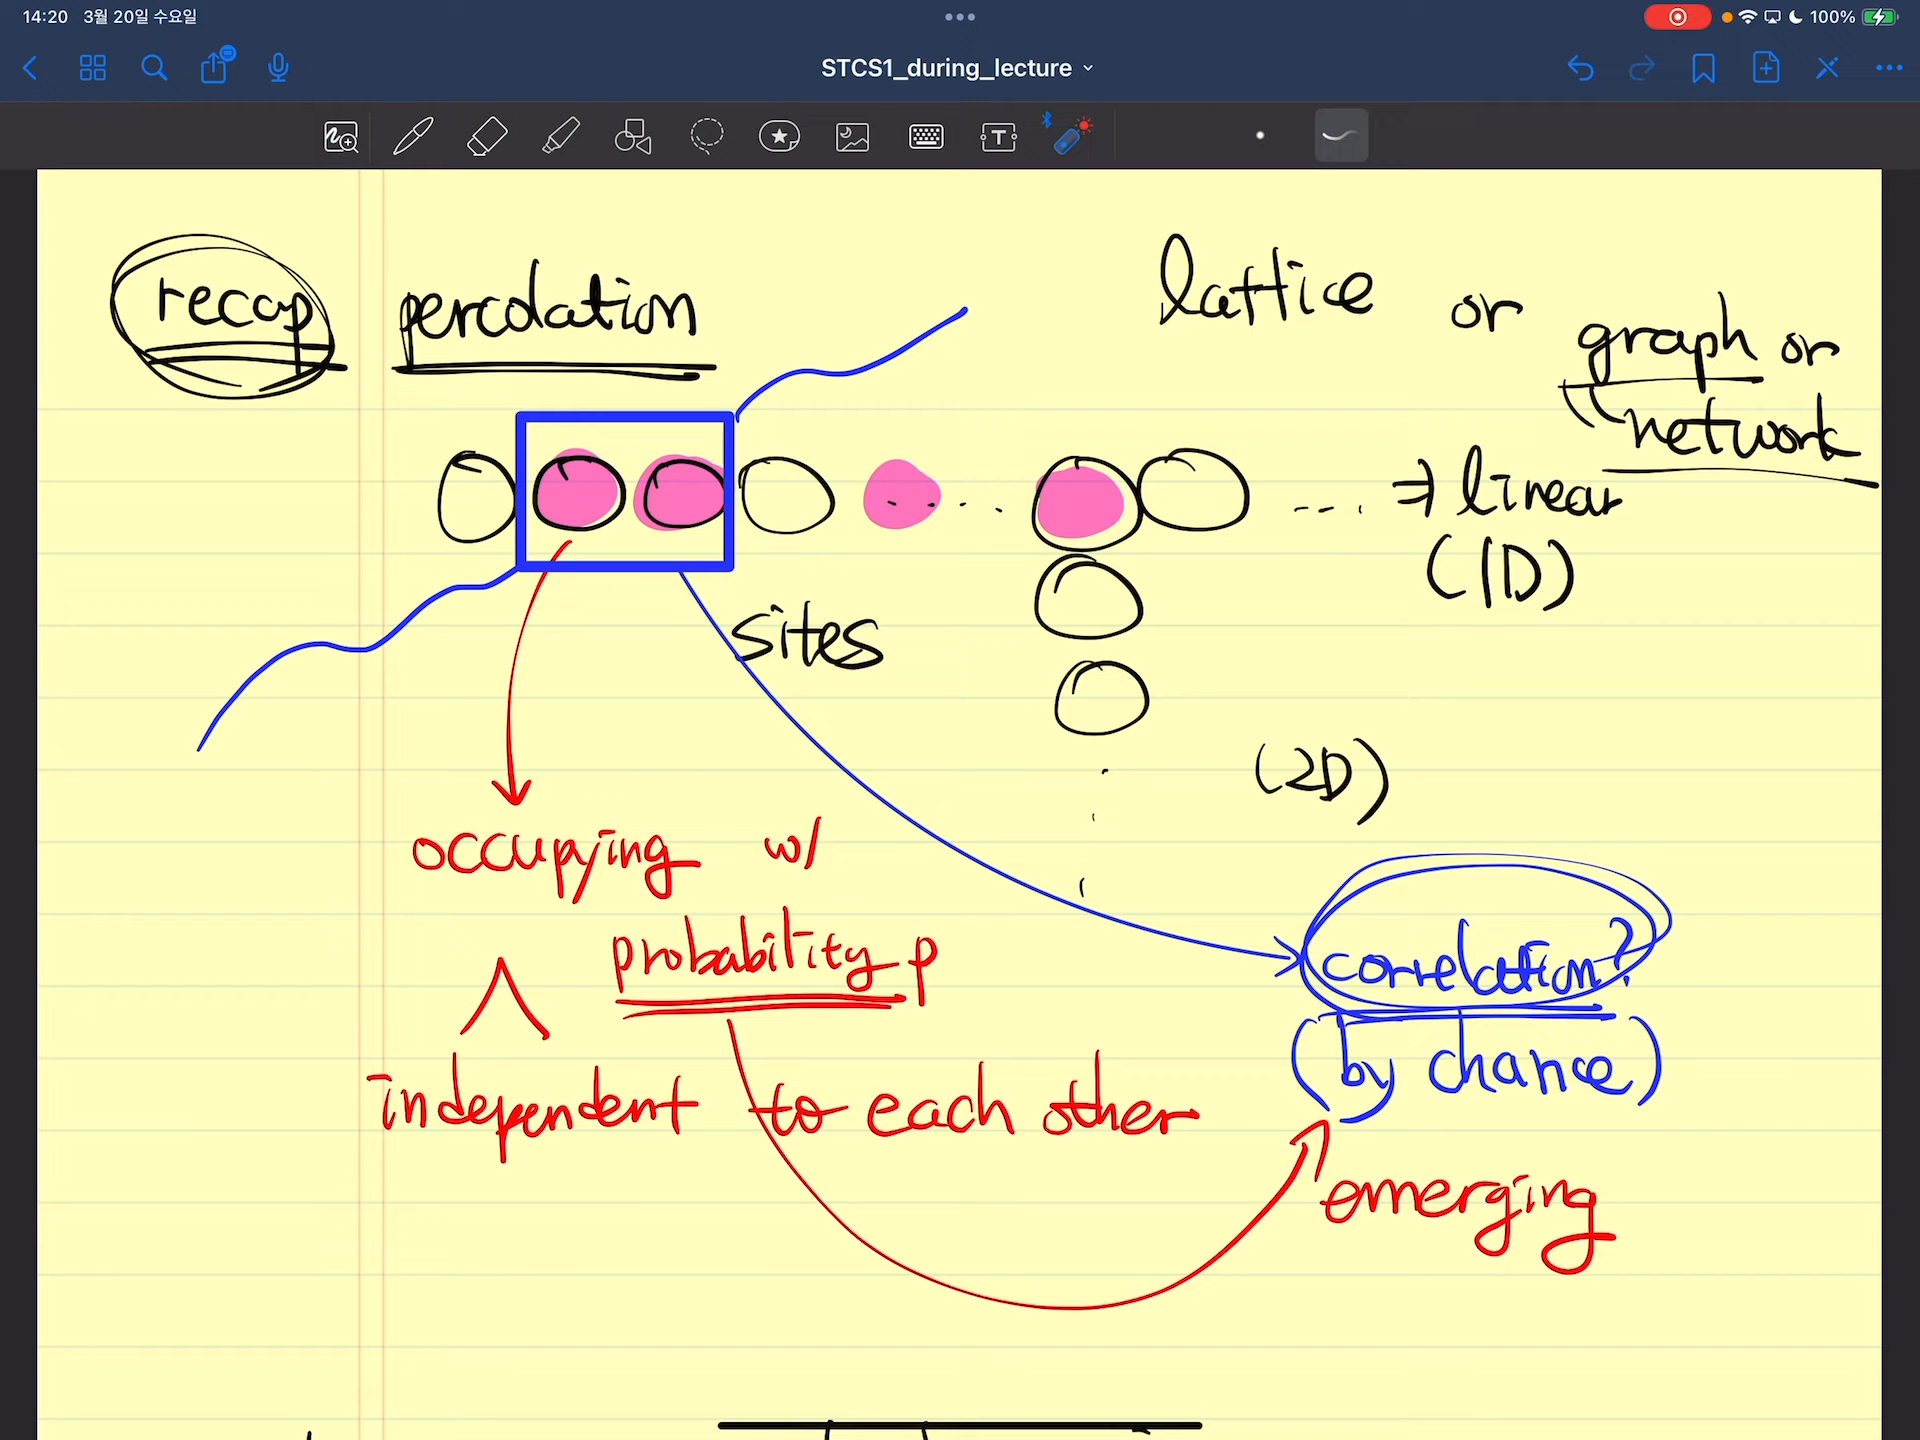 14:20 3월 20일 수요일
100%
STCS1_during_lecture
T
recap percolation lattice or graph or
network
... ... ⇒ linear
(1D)
sites
(2D)
occupying w/
probability p
correlation?
(by chance)
independent to each other
emerging